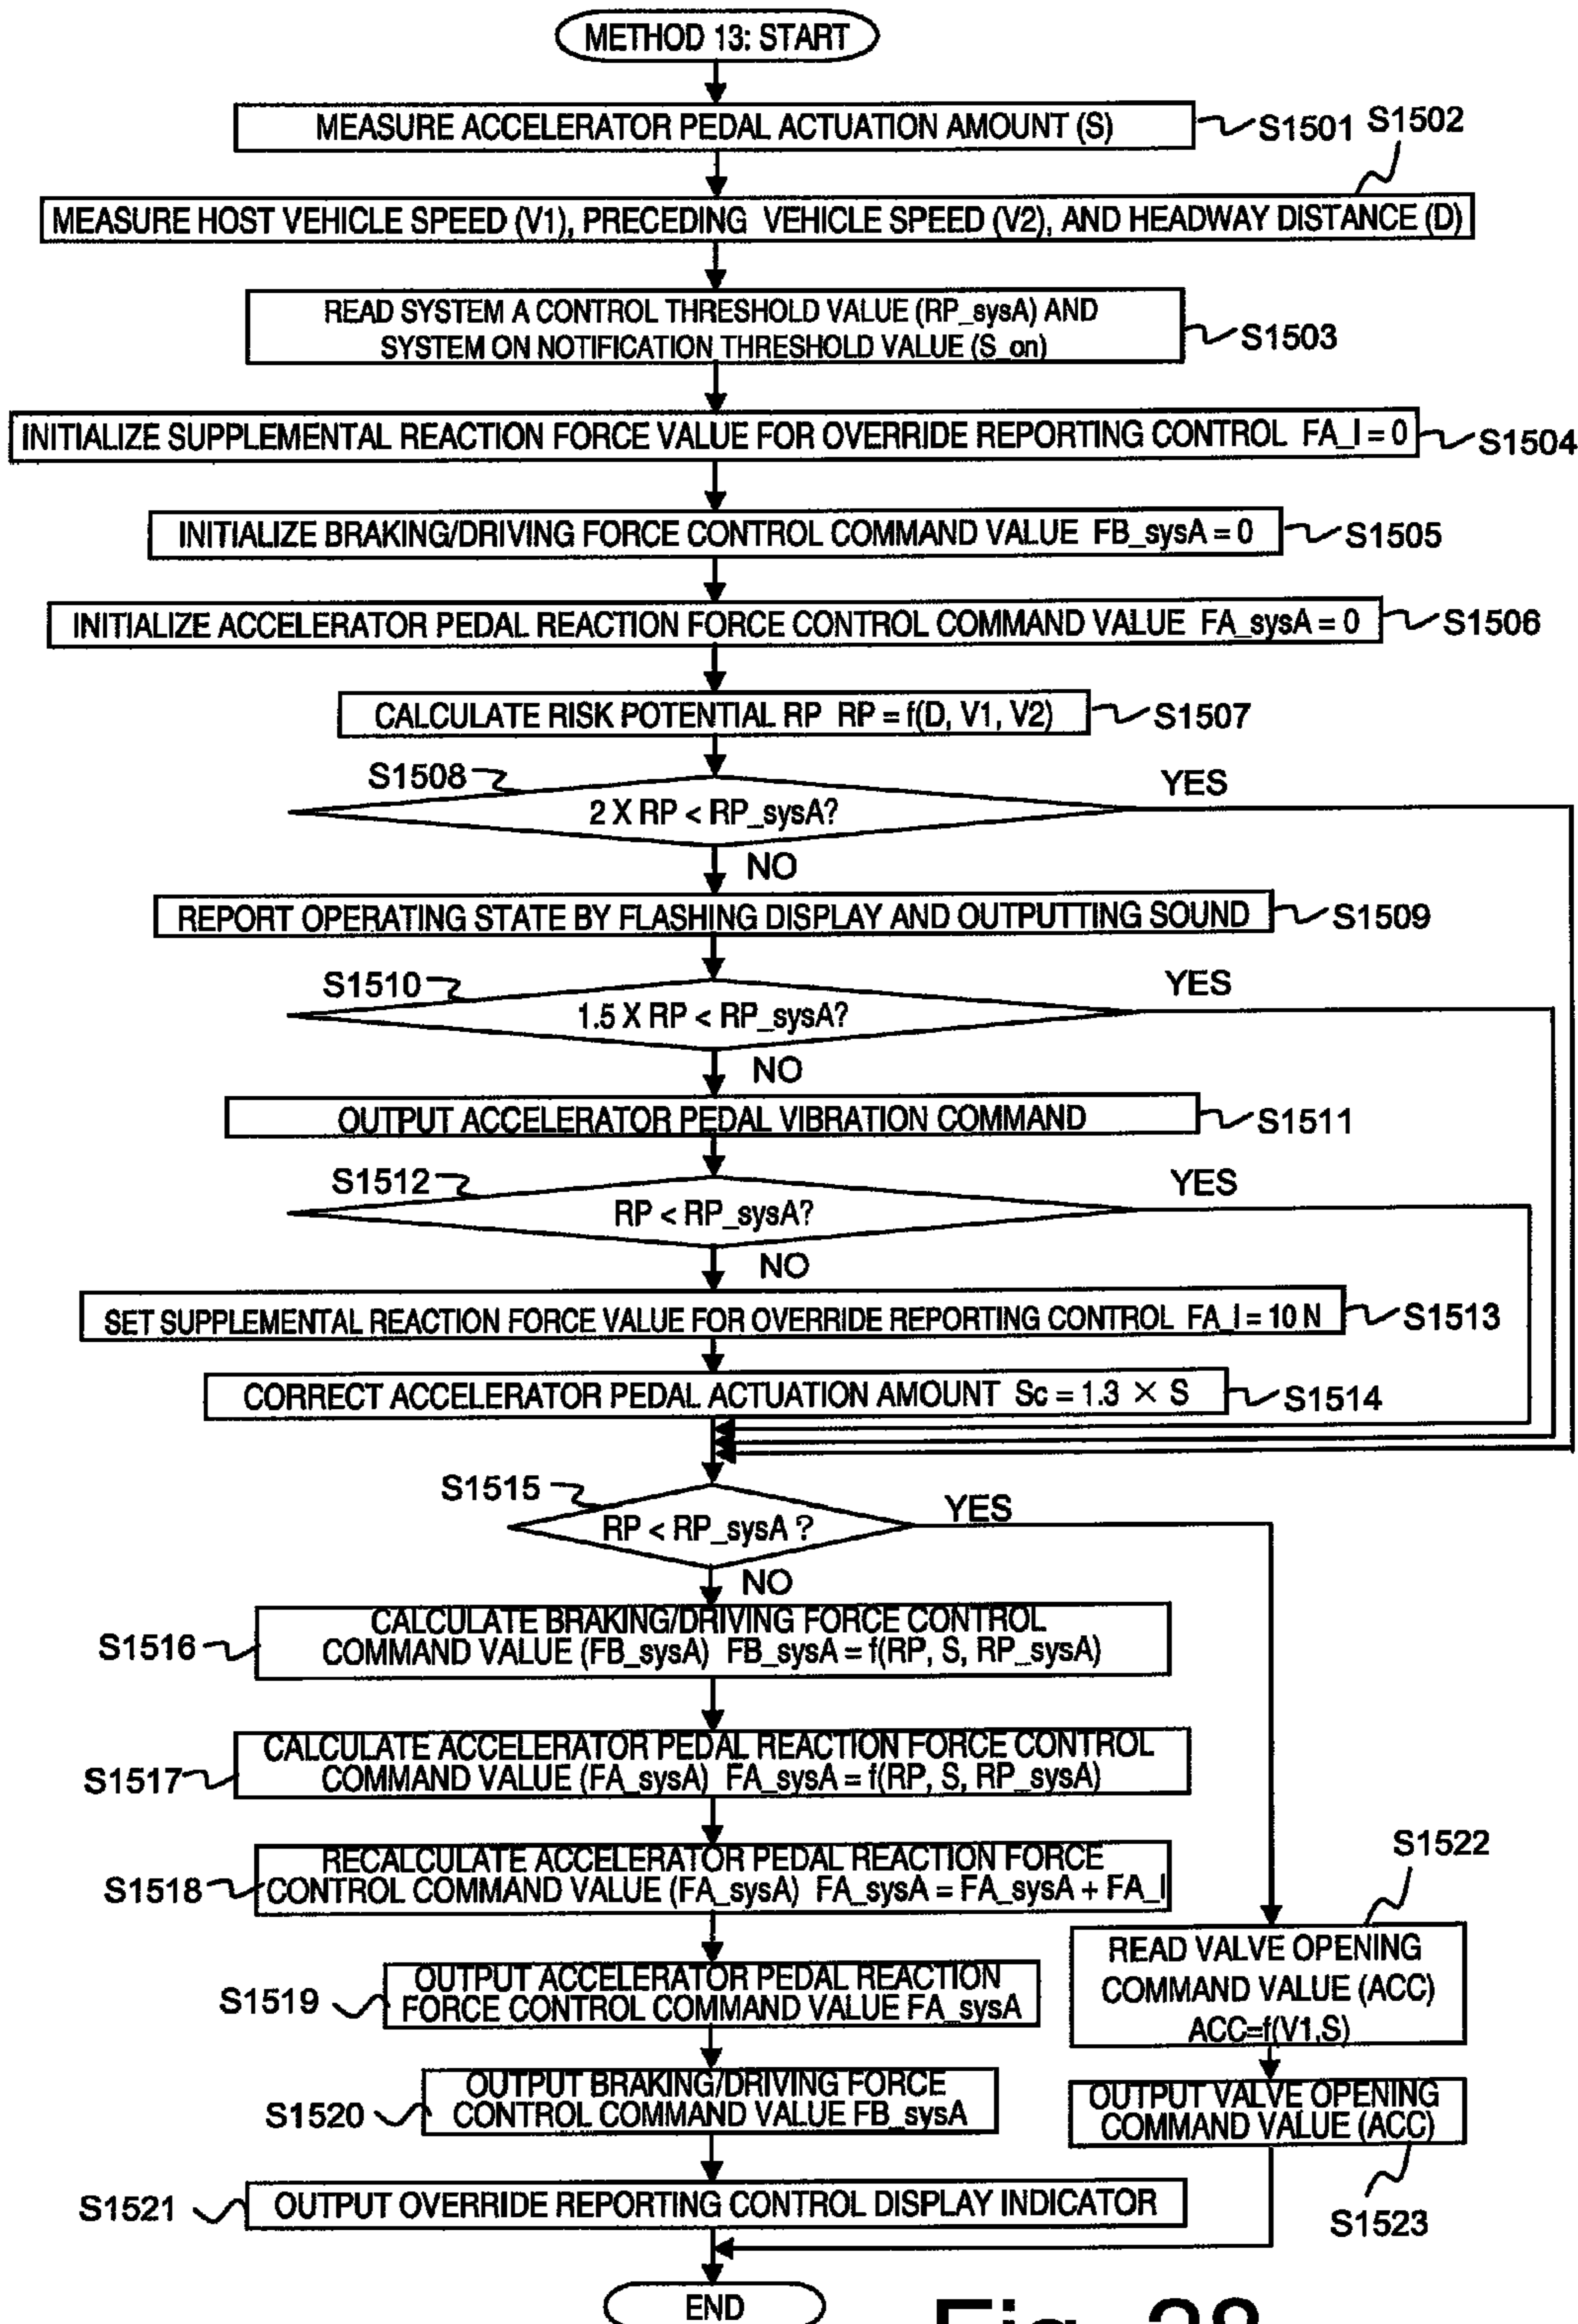 METHOD 13: START
MEASURE ACCELERATOR PEDAL ACTUATION AMOUNT (S)
S1501
S1502
MEASURE HOST VEHICLE SPEED (V1), PRECEDING VEHICLE SPEED (V2), AND HEADWAY DISTANCE (D)
READ SYSTEM A CONTROL THRESHOLD VALUE (RP_sysA) AND
SYSTEM ON NOTIFICATION THRESHOLD VALUE (S_on)
S1503
INITIALIZE SUPPLEMENTAL REACTION FORCE VALUE FOR OVERRIDE REPORTING CONTROL FA_I = 0
S1504
INITIALIZE BRAKING/DRIVING FORCE CONTROL COMMAND VALUE FB_sysA = 0
S1505
INITIALIZE ACCELERATOR PEDAL REACTION FORCE CONTROL COMMAND VALUE FA_sysA = 0
S1506
CALCULATE RISK POTENTIAL RP RP = f(D, V1, V2)
S1507
S1508
2 X RP < RP_sysA?
YES
NO
REPORT OPERATING STATE BY FLASHING DISPLAY AND OUTPUTTING SOUND
S1509
S1510
1.5 X RP < RP_sysA?
YES
NO
OUTPUT ACCELERATOR PEDAL VIBRATION COMMAND
S1511
S1512
RP < RP_sysA?
YES
NO
SET SUPPLEMENTAL REACTION FORCE VALUE FOR OVERRIDE REPORTING CONTROL FA_I = 10 N
S1513
CORRECT ACCELERATOR PEDAL ACTUATION AMOUNT Sc = 1.3 × S
S1514
S1515
RP < RP_sysA ?
YES
NO
S1516
CALCULATE BRAKING/DRIVING FORCE CONTROL
COMMAND VALUE (FB_sysA) FB_sysA = f(RP, S, RP_sysA)
S1517
CALCULATE ACCELERATOR PEDAL REACTION FORCE CONTROL
COMMAND VALUE (FA_sysA) FA_sysA = f(RP, S, RP_sysA)
S1518
RECALCULATE ACCELERATOR PEDAL REACTION FORCE
CONTROL COMMAND VALUE (FA_sysA) FA_sysA = FA_sysA + FA_I
S1519
OUTPUT ACCELERATOR PEDAL REACTION
FORCE CONTROL COMMAND VALUE FA_sysA
S1520
OUTPUT BRAKING/DRIVING FORCE
CONTROL COMMAND VALUE FB_sysA
S1521
OUTPUT OVERRIDE REPORTING CONTROL DISPLAY INDICATOR
S1522
READ VALVE OPENING
COMMAND VALUE (ACC)
ACC=f(V1,S)
OUTPUT VALVE OPENING
COMMAND VALUE (ACC)
S1523
END